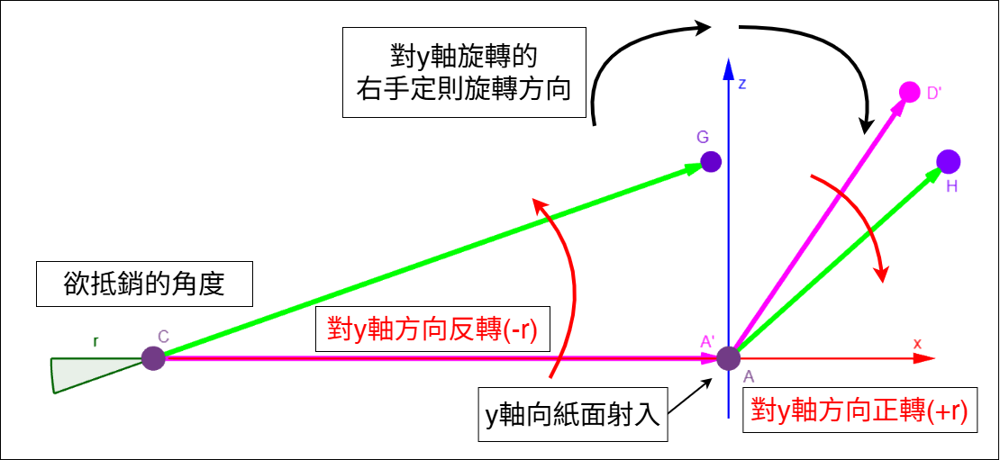 對y軸旋轉的
右手定則旋轉方向
z
D'
G
H
欲抵銷的角度
r
C
對y軸方向反轉(-r)
A'
x
A
y軸向紙面射入
對y軸方向正轉(+r)